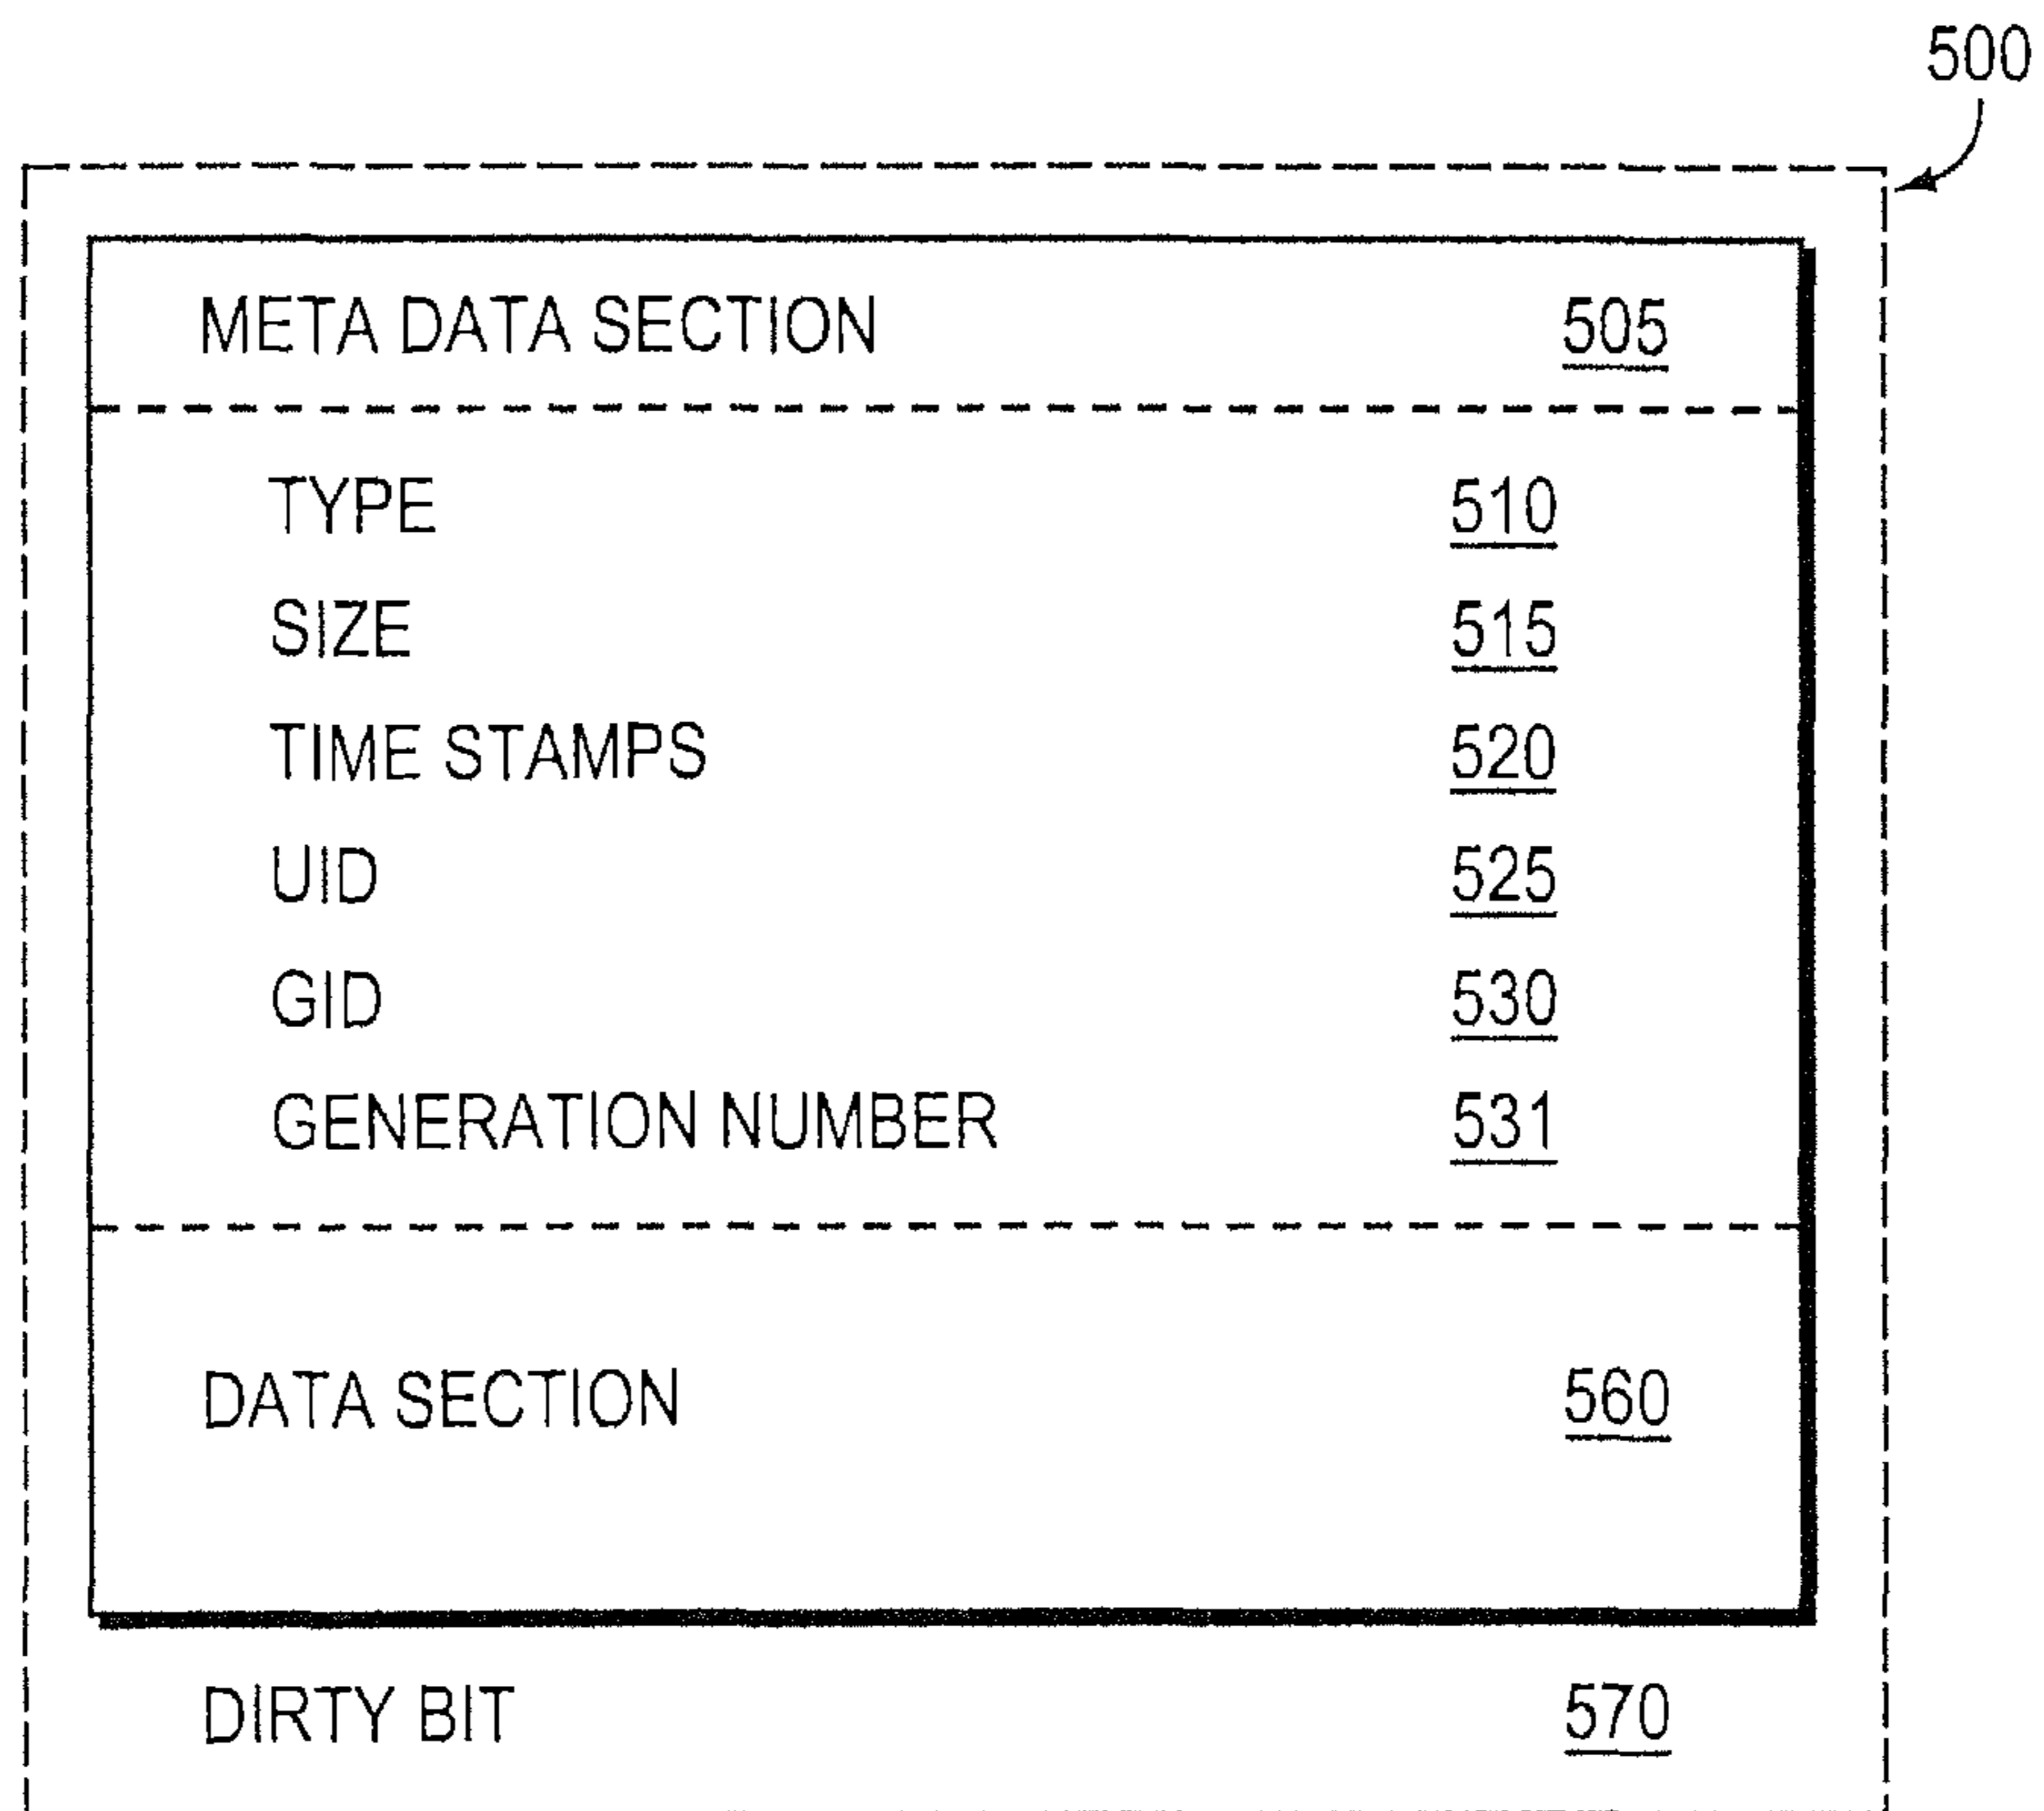 500
META DATA SECTION 505
TYPE 510
SIZE 515
TIME STAMPS 520
UID 525
GID 530
GENERATION NUMBER 531
DATA SECTION 560
DIRTY BIT 570